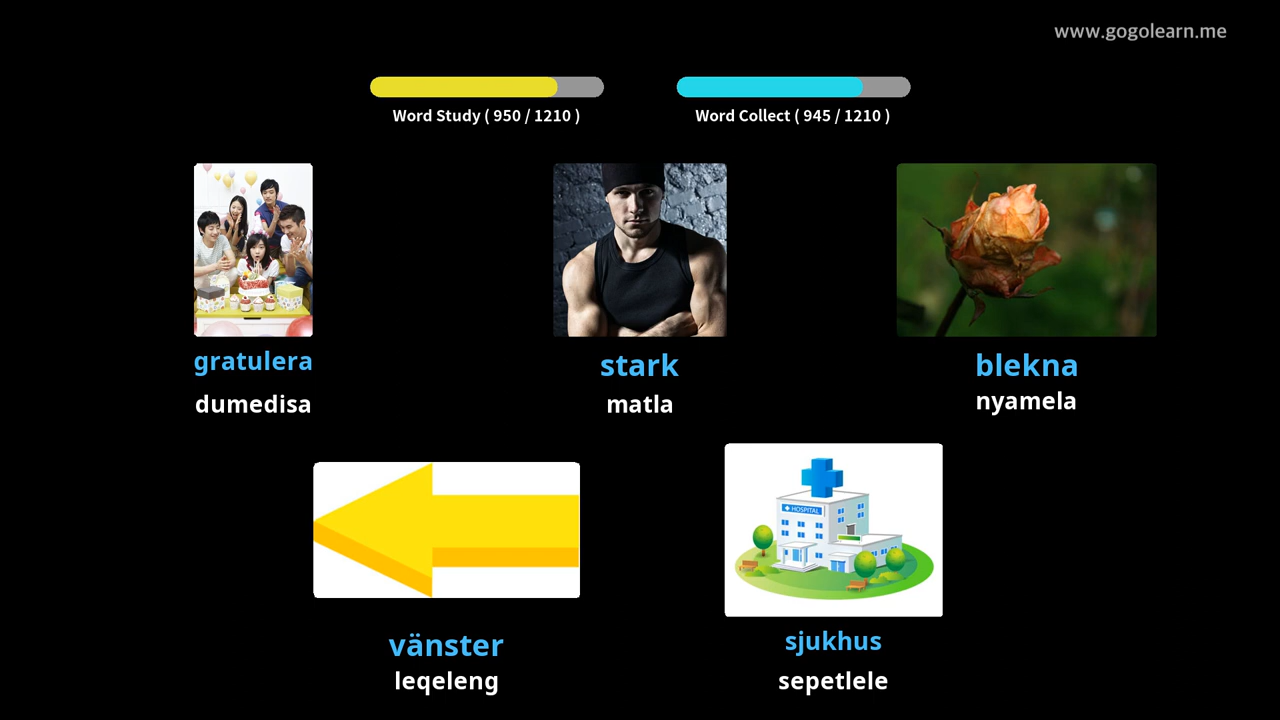 www.gogolearn.me
Word Study ( 950 / 1210 )
Word Collect ( 945 / 1210 )
gratulera
dumedisa
stark
matla
blekna
nyamela
HOSPITAL
vänster
leqeleng
sjukhus
sepetlele